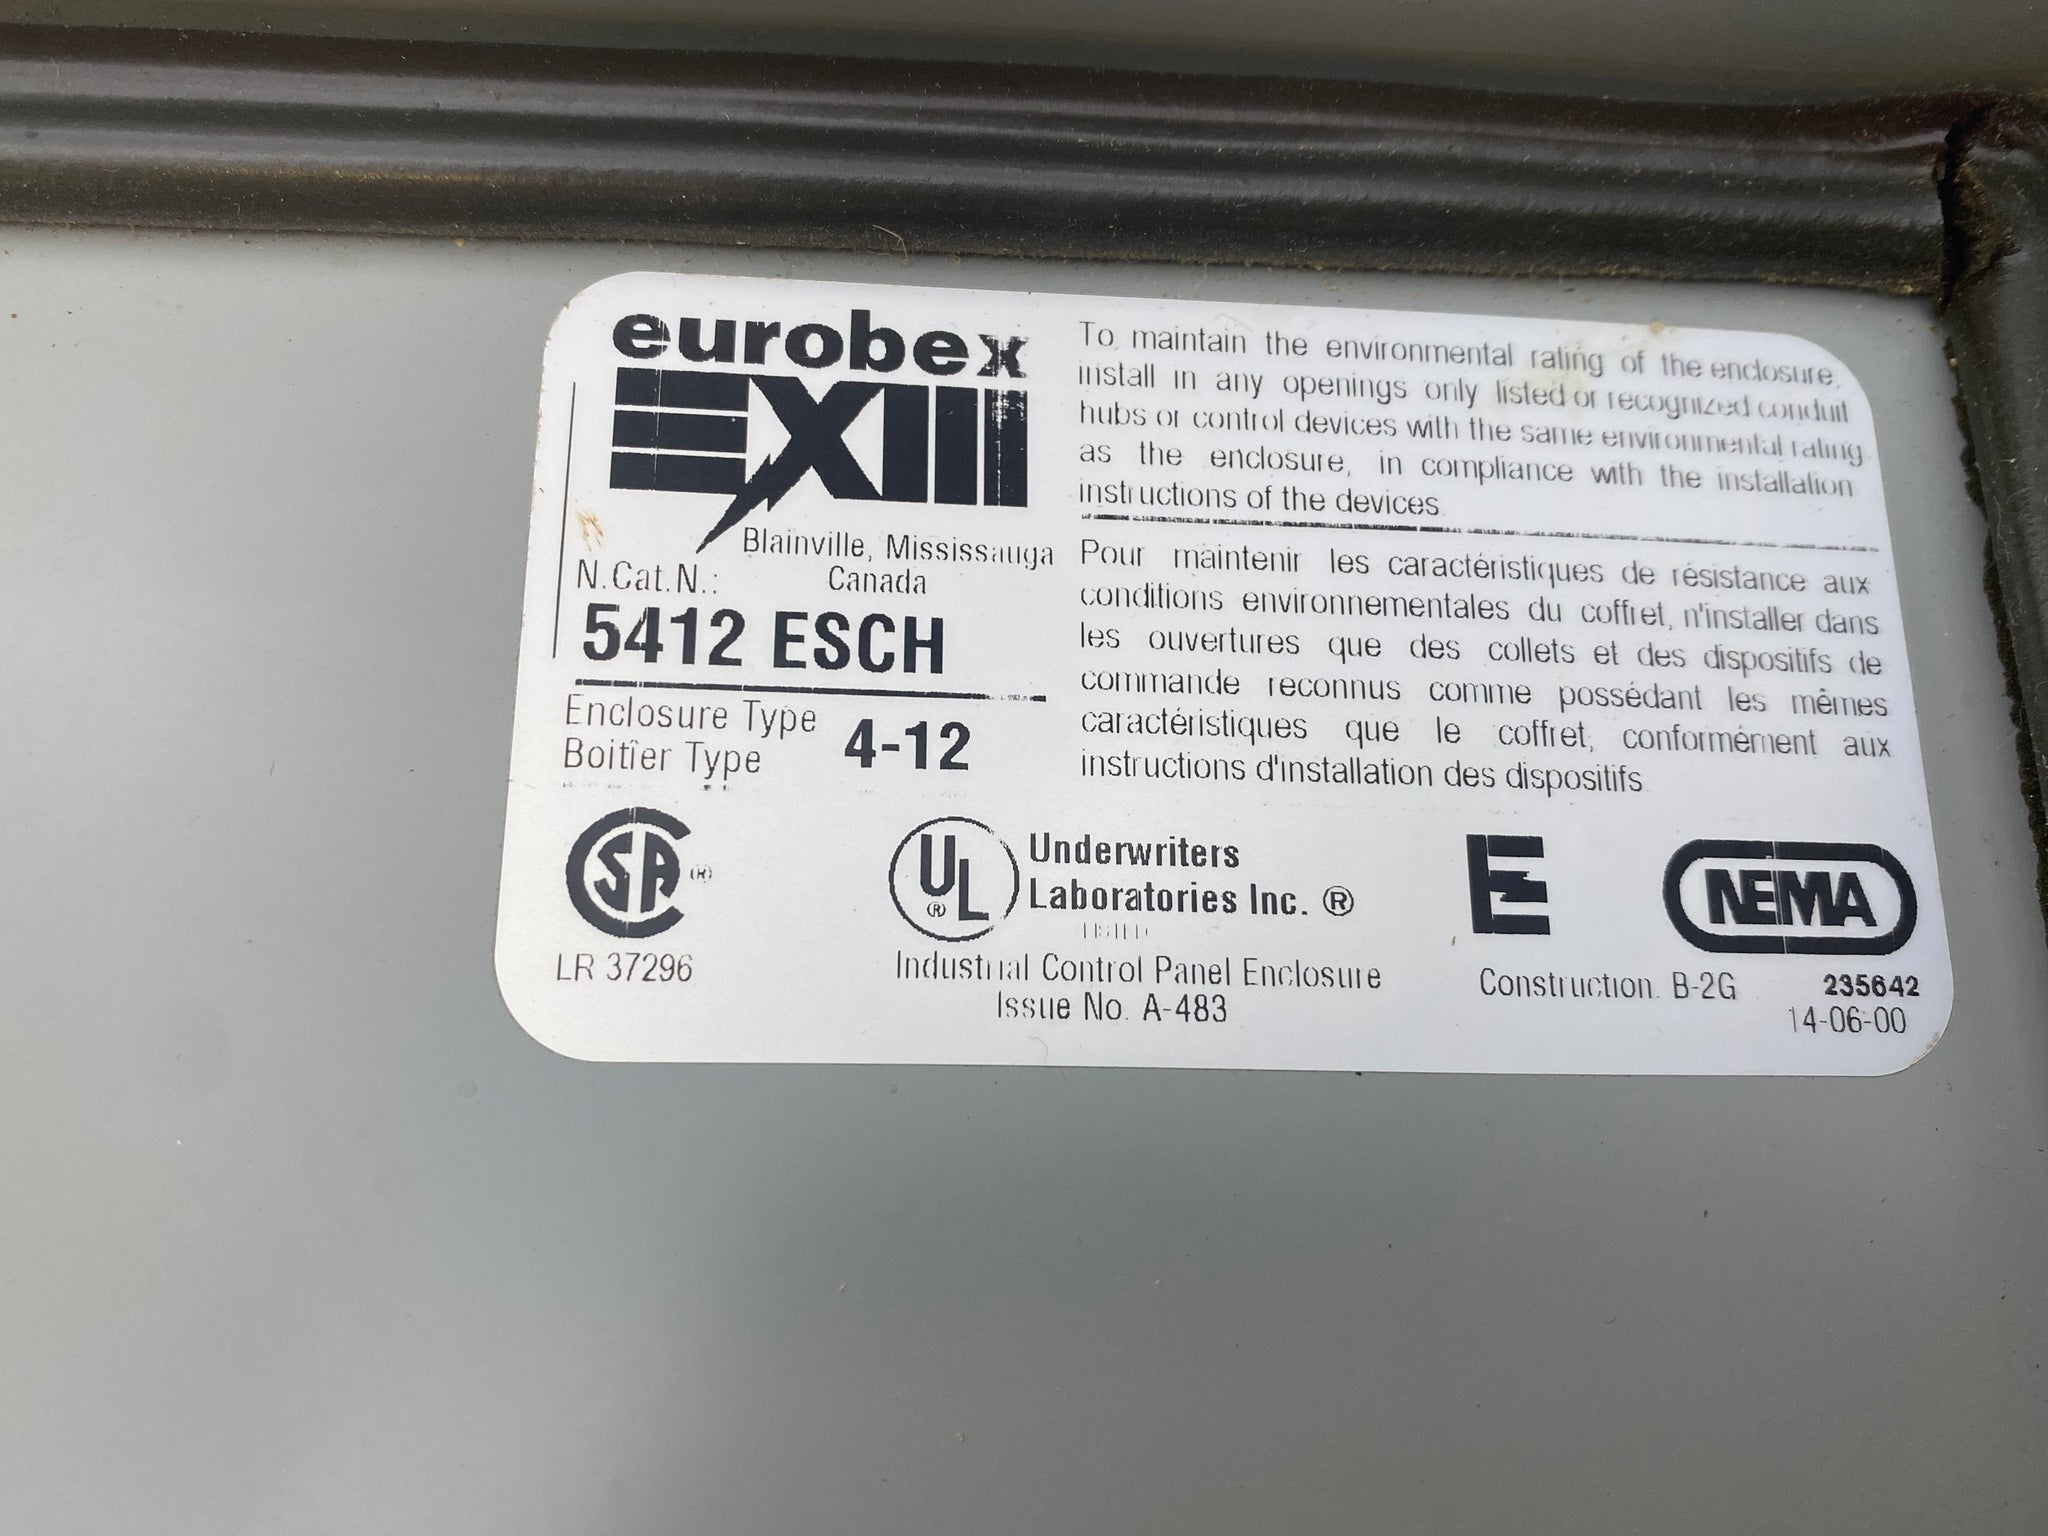 eurobex
EXM
Blainville, Mississauga
Canada
N.Cat.N.:
5412 ESCH
Enclosure Type
Boitîer Type
4-12
To maintain the environmental rating of the enclosure,
install in any openings only listed or recognized conduit
hubs or control devices with the same environmental rating
as the enclosure, in compliance with the installation
instructions of the devices.
Pour maintenir les caractéristiques de résistance aux
conditions environnementales du coffret, n'installer dans
les ouvertures que des collets et des dispositifs de
commande reconnus comme possédant les mêmes
caractéristiques que le coffret, conformément aux
instructions d'installation des dispositifs
SA ®
LR 37296
UL ®
Underwriters
Laboratories Inc. ®
LISTED
Industrial Control Panel Enclosure
Issue No. A-483
E
Construction. B-2G
NEMA
235642
14-06-00